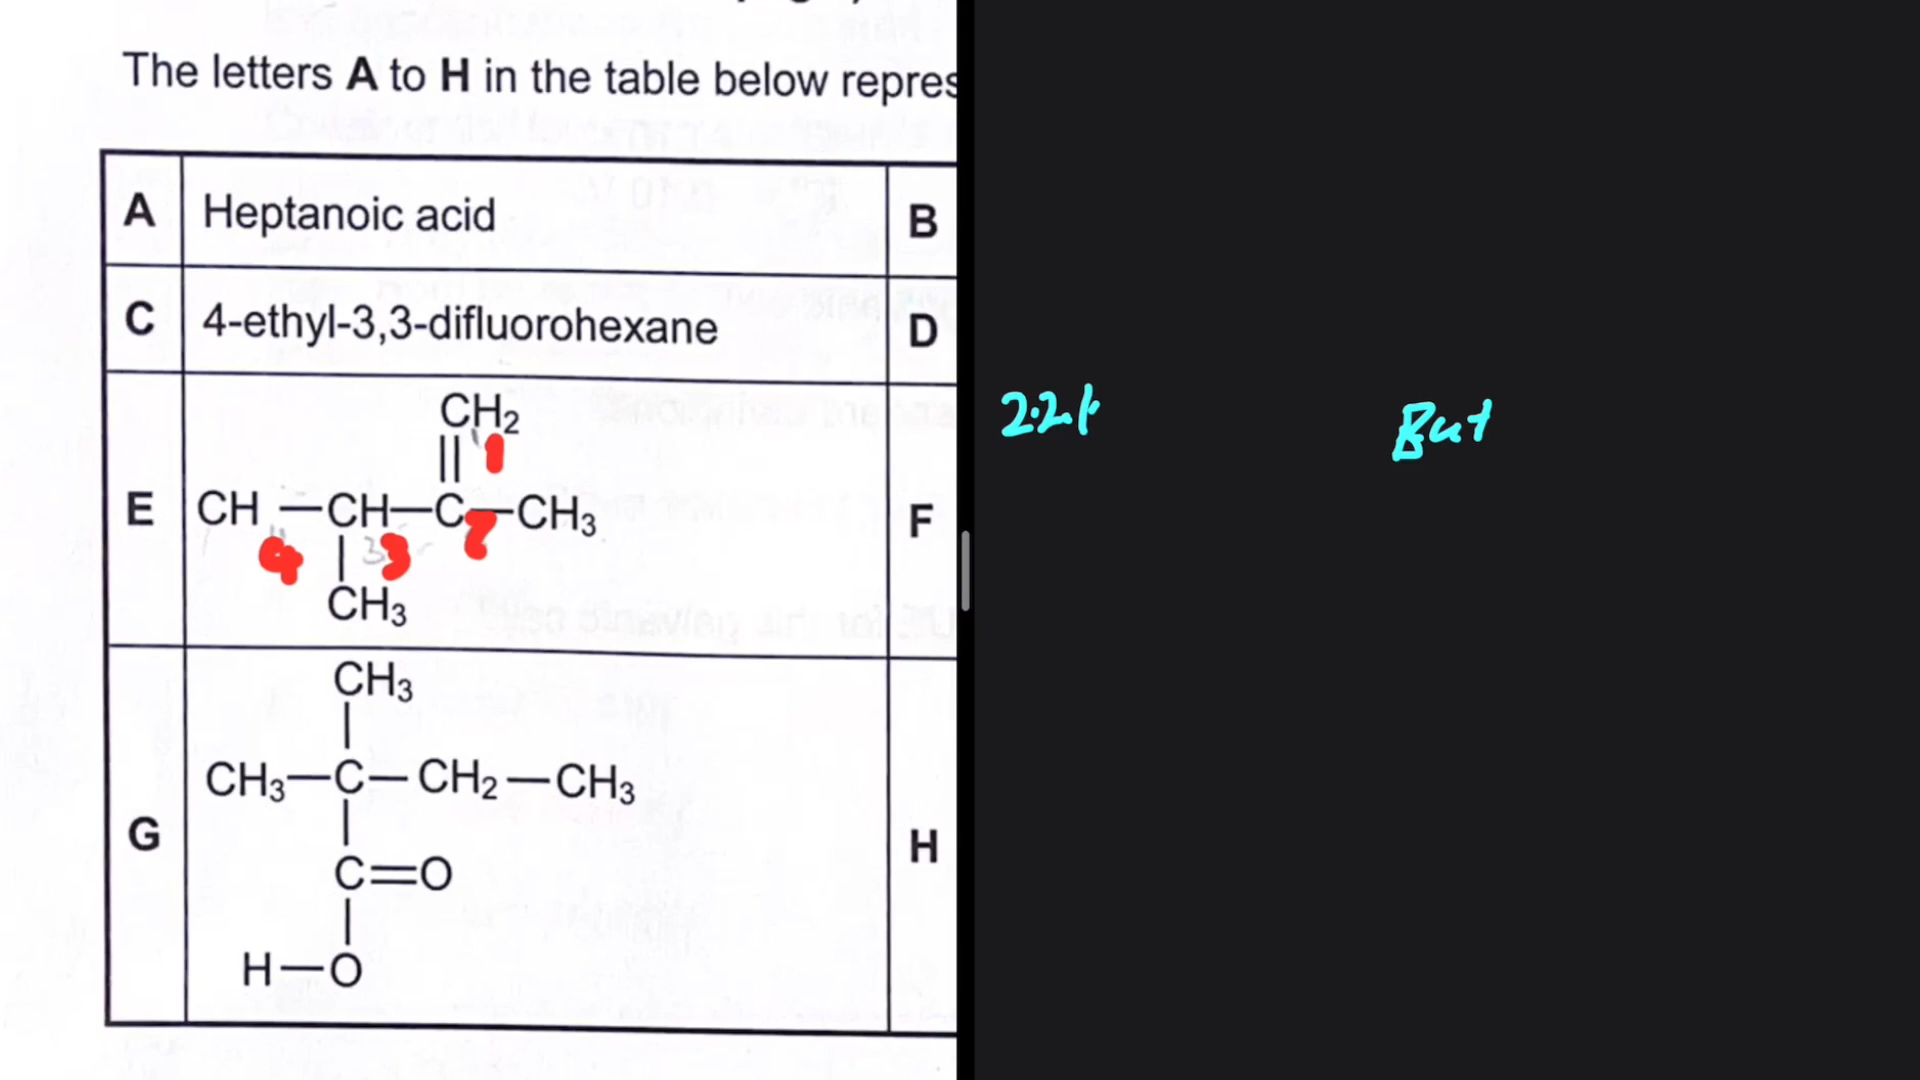 The letters A to H in the table below repres
A Heptanoic acid B
C 4-ethyl-3,3-difluorohexane D
CH2
1
E CH — CH—C—CH3 F
4 3 2
CH3
CH3
CH3—C—CH2—CH3
G H
C=O
H—O
2.2.1
But